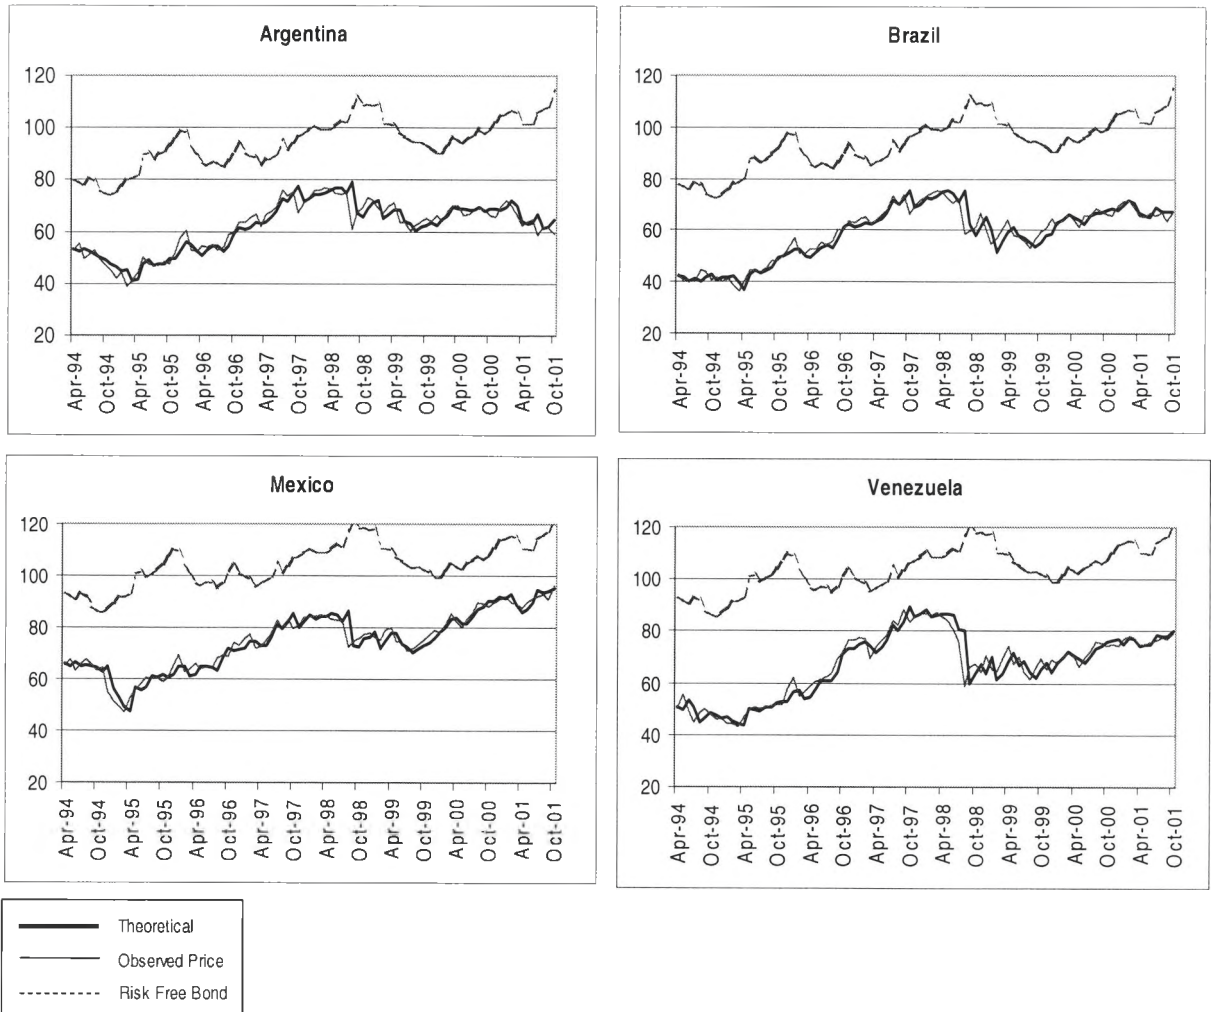 Argentina
120
100
80
60
40
20
Apr-94
Oct-94
Apr-95
Oct-95
Apr-96
Oct-96
Apr-97
Oct-97
Apr-98
Oct-98
Apr-99
Oct-99
Apr-00
Oct-00
Apr-01
Oct-01
Brazil
120
100
80
60
40
20
Apr-94
Oct-94
Apr-95
Oct-95
Apr-96
Oct-96
Apr-97
Oct-97
Apr-98
Oct-98
Apr-99
Oct-99
Apr-00
Oct-00
Apr-01
Oct-01
Mexico
120
100
80
60
40
20
Apr-94
Oct-94
Apr-95
Oct-95
Apr-96
Oct-96
Apr-97
Oct-97
Apr-98
Oct-98
Apr-99
Oct-99
Apr-00
Oct-00
Apr-01
Oct-01
Venezuela
120
100
80
60
40
20
Apr-94
Oct-94
Apr-95
Oct-95
Apr-96
Oct-96
Apr-97
Oct-97
Apr-98
Oct-98
Apr-99
Oct-99
Apr-00
Oct-00
Apr-01
Oct-01
Theoretical
Observed Price
Risk Free Bond